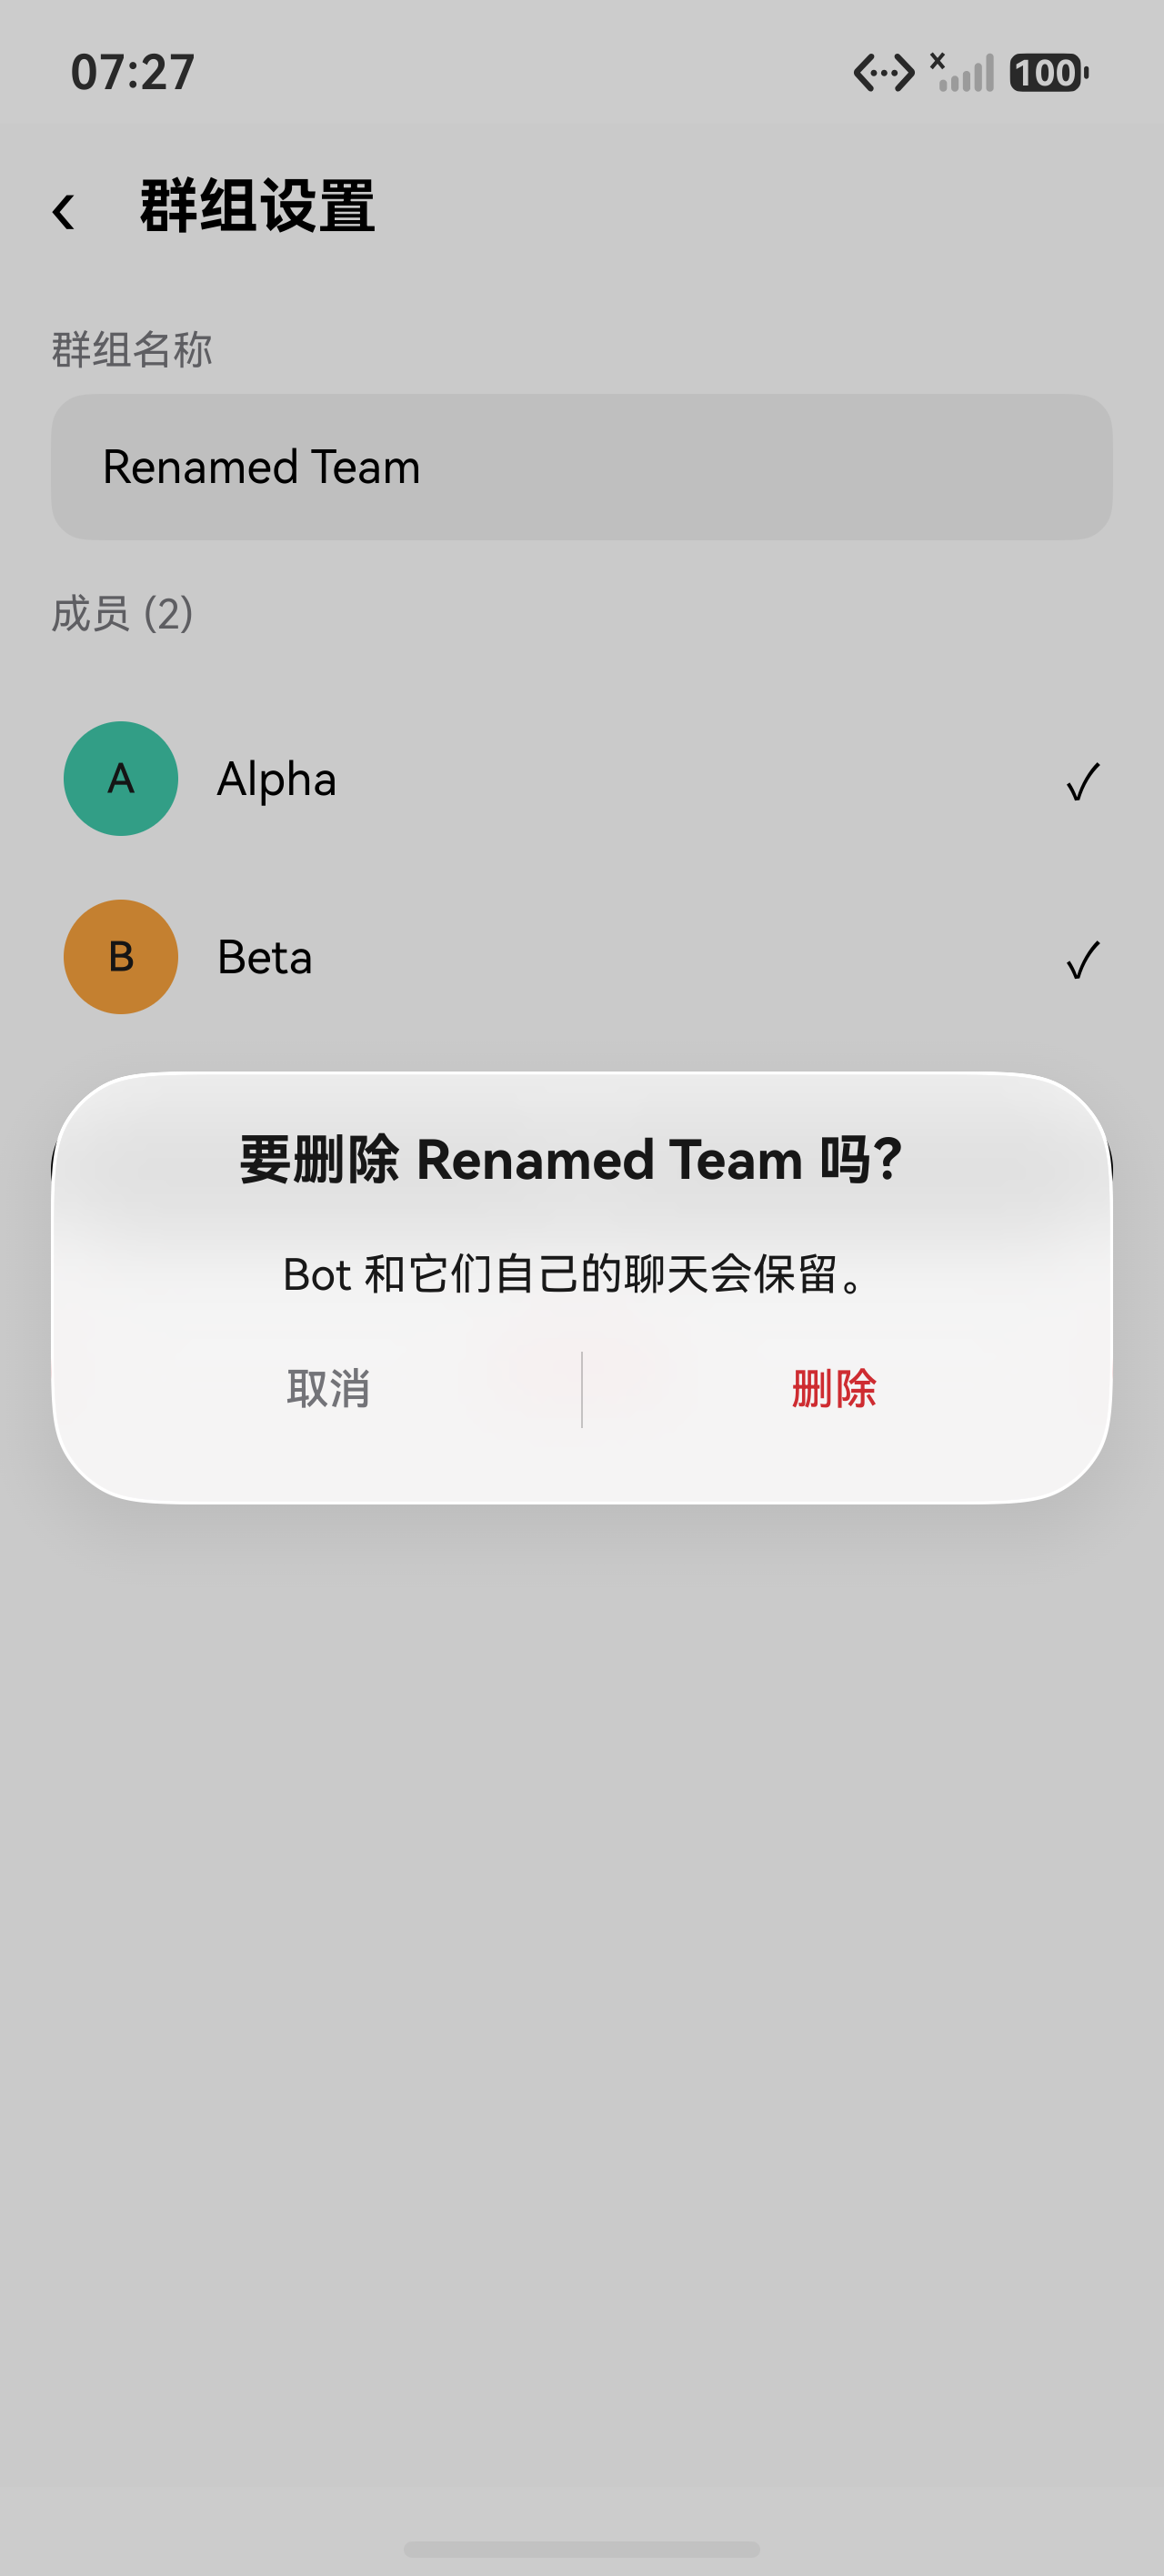 07:27
100
群组设置
群组名称
Renamed Team
成员 (2)
A
Alpha
✓
B
Beta
✓
要删除 Renamed Team 吗?
Bot 和它们自己的聊天会保留。
取消
删除